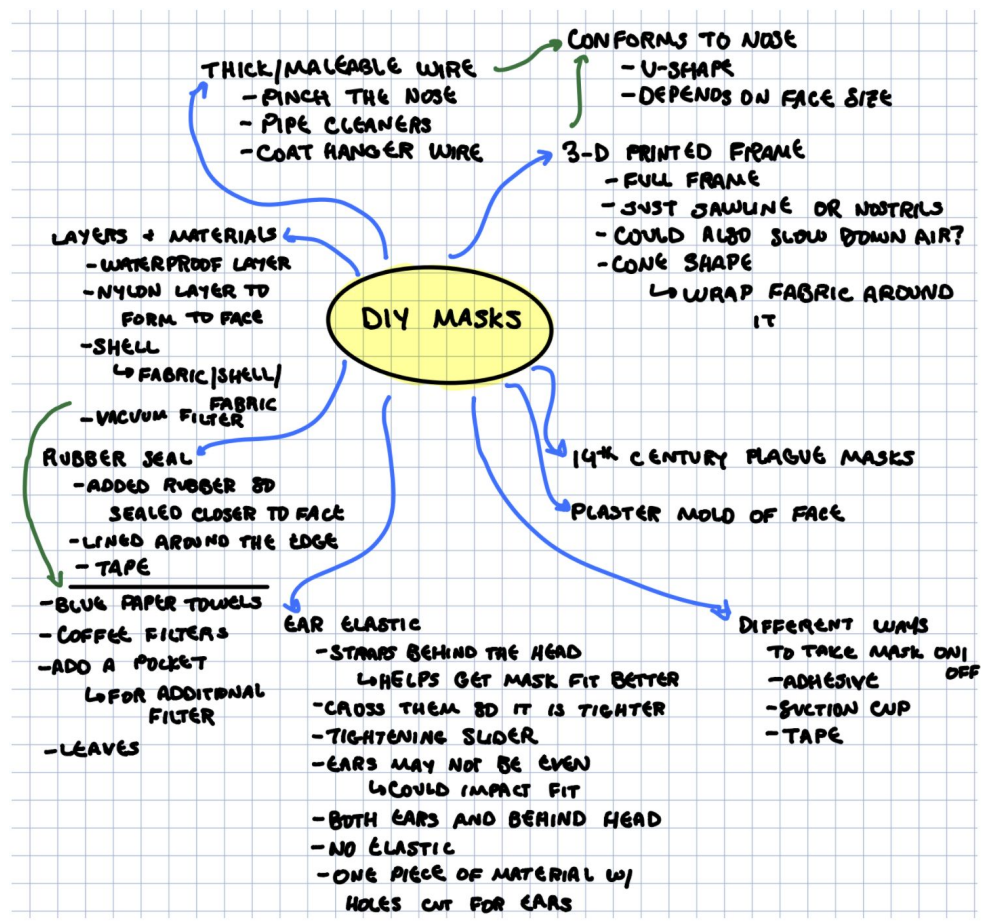 CONFORMS TO NOSE
- U-SHAPE
- DEPENDS ON FACE SIZE
THICK/MALEABLE WIRE
- PINCH THE NOSE
- PIPE CLEANERS
- COAT HANGER WIRE
3-D PRINTED FRAME
- FULL FRAME
- JUST JAWLINE OR NOSTRILS
- COULD ALSO SLOW DOWN AIR?
- CONE SHAPE
↳ WRAP FABRIC AROUND
IT
LAYERS + MATERIALS
- WATERPROOF LAYER
- NYLON LAYER TO
FORM TO FACE
- SHELL
↳ FABRIC/SHELL/
FABRIC
- VACUUM FILTER
DIY MASKS
RUBBER SEAL
- ADDED RUBBER SO
SEALED CLOSER TO FACE
- LINED AROUND THE EDGE
- TAPE
- BLUE PAPER TOWELS
- COFFEE FILTERS
- ADD A POCKET
↳ FOR ADDITIONAL
FILTER
- LEAVES
14th CENTURY PLAGUE MASKS
PLASTER MOLD OF FACE
EAR ELASTIC
- STRAPS BEHIND THE HEAD
↳ HELPS GET MASK FIT BETTER
- CROSS THEM SO IT IS TIGHTER
- TIGHTENING SLIDER
- EARS MAY NOT BE EVEN
↳ COULD IMPACT FIT
- BOTH EARS AND BEHIND HEAD
- NO ELASTIC
- ONE PIECE OF MATERIAL W/
HOLES CUT FOR EARS
DIFFERENT WAYS
TO TAKE MASK ON/
OFF
- ADHESIVE
- SUCTION CUP
- TAPE